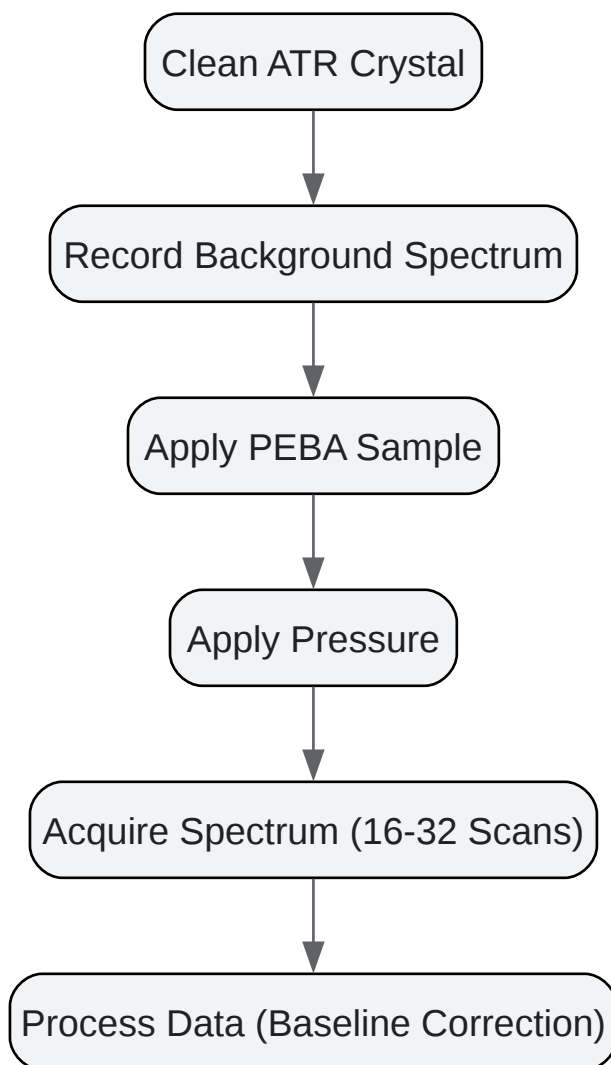 Clean ATR Crystal
Record Background Spectrum
Apply PEBA Sample
Apply Pressure
Acquire Spectrum (16-32 Scans)
Process Data (Baseline Correction)